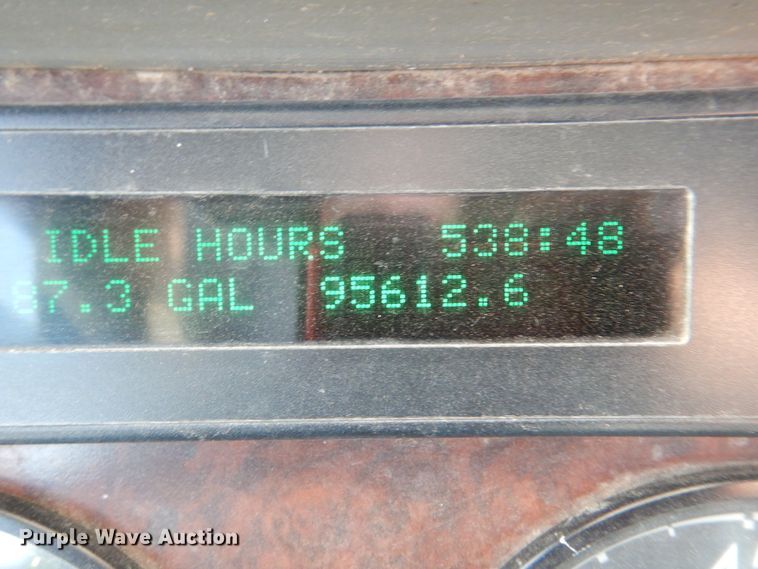 IDLE HOURS 538:48
87.3 GAL 95612.6
Purple Wave Auction